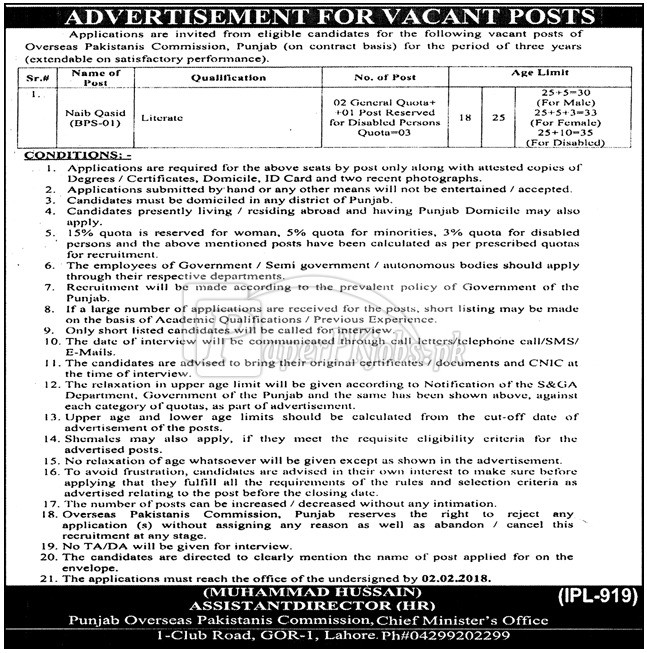 ADVERTISEMENT FOR VACANT POSTS
Applications are invited from eligible candidates for the following vacant posts of
Overseas Pakistanis Commission, Punjab (on contract basis) for the period of three years
(extendable on satisfactory performance).
Sr.# Name of Post Qualification No. of Post Age Limit
1. Naib Qasid (BPS-01) Literate 02 General Quota+ +01 Post Reserved for Disabled Persons Quota=03 18 25 25+5=30 (For Male) 25+5+3=33 (For Female) 25+10=35 (For Disabled)
CONDITIONS: -
1. Applications are required for the above seats by post only along with attested copies of
Degrees / Certificates, Domicile, ID Card and two recent photographs.
2. Applications submitted by hand or any other means will not be entertained / accepted.
3. Candidates must be domiciled in any district of Punjab.
4. Candidates presently living / residing abroad and having Punjab Domicile may also
apply.
5. 15% quota is reserved for woman, 5% quota for minorities, 3% quota for disabled
persons and the above mentioned posts have been calculated as per prescribed quotas
for recruitment.
6. The employees of Government / Semi government / autonomous bodies should apply
through their respective departments.
7. Recruitment will be made according to the prevalent policy of Government of the
Punjab.
8. If a large number of applications are received for the posts, short listing may be made
on the basis of Academic Qualifications / Previous Experience.
9. Only short listed candidates will be called for interview.
10. The date of interview will be communicated through call letters/telephone call/SMS/
E-Mails.
11. The candidates are advised to bring their original certificates / documents and CNIC at
the time of interview.
12. The relaxation in upper age limit will be given according to Notification of the S&GA
Department, Government of the Punjab and the same has been shown above, against
each category of quotas, as part of advertisement.
13. Upper age and lower age limits should be calculated from the cut-off date of
advertisement of the posts.
14. Shemales may also apply, if they meet the requisite eligibility criteria for the
advertised posts.
15. No relaxation of age whatsoever will be given except as shown in the advertisement.
16. To avoid frustration, candidates are advised in their own interest to make sure before
applying that they fulfill all the requirements of the rules and selection criteria as
advertised relating to the post before the closing date.
17. The number of posts can be increased / decreased without any intimation.
18. Overseas Pakistanis Commission, Punjab reserves the right to reject any
application (s) without assigning any reason as well as abandon / cancel this
recruitment at any stage.
19. No TA/DA will be given for interview.
20. The candidates are directed to clearly mention the name of post applied for on the
envelope.
21. The applications must reach the office of the undersigned by 02.02.2018.
(MUHAMMAD HUSSAIN)
ASSISTANTDIRECTOR (HR)
(IPL-919)
Punjab Overseas Pakistanis Commission, Chief Minister's Office
1-Club Road, GOR-1, Lahore. Ph#04299202299
PaperPkJobs.pk